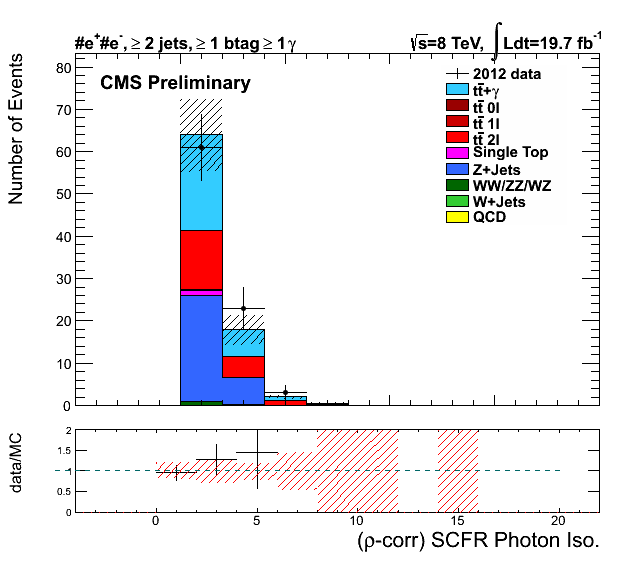 #e+#e-, ≥ 2 jets, ≥ 1 btag ≥ 1γ √s=8 TeV, ∫Ldt=19.7 fb-1
CMS Preliminary
2012 data
tt̄+γ
tt̄ 0l
tt̄ 1l
tt̄ 2l
Single Top
Z+Jets
WW/ZZ/WZ
W+Jets
QCD
Number of Events
80
70
60
50
40
30
20
10
0
data/MC
2
1.5
1
0.5
0
0 5 10 15 20
(ρ-corr) SCFR Photon Iso.